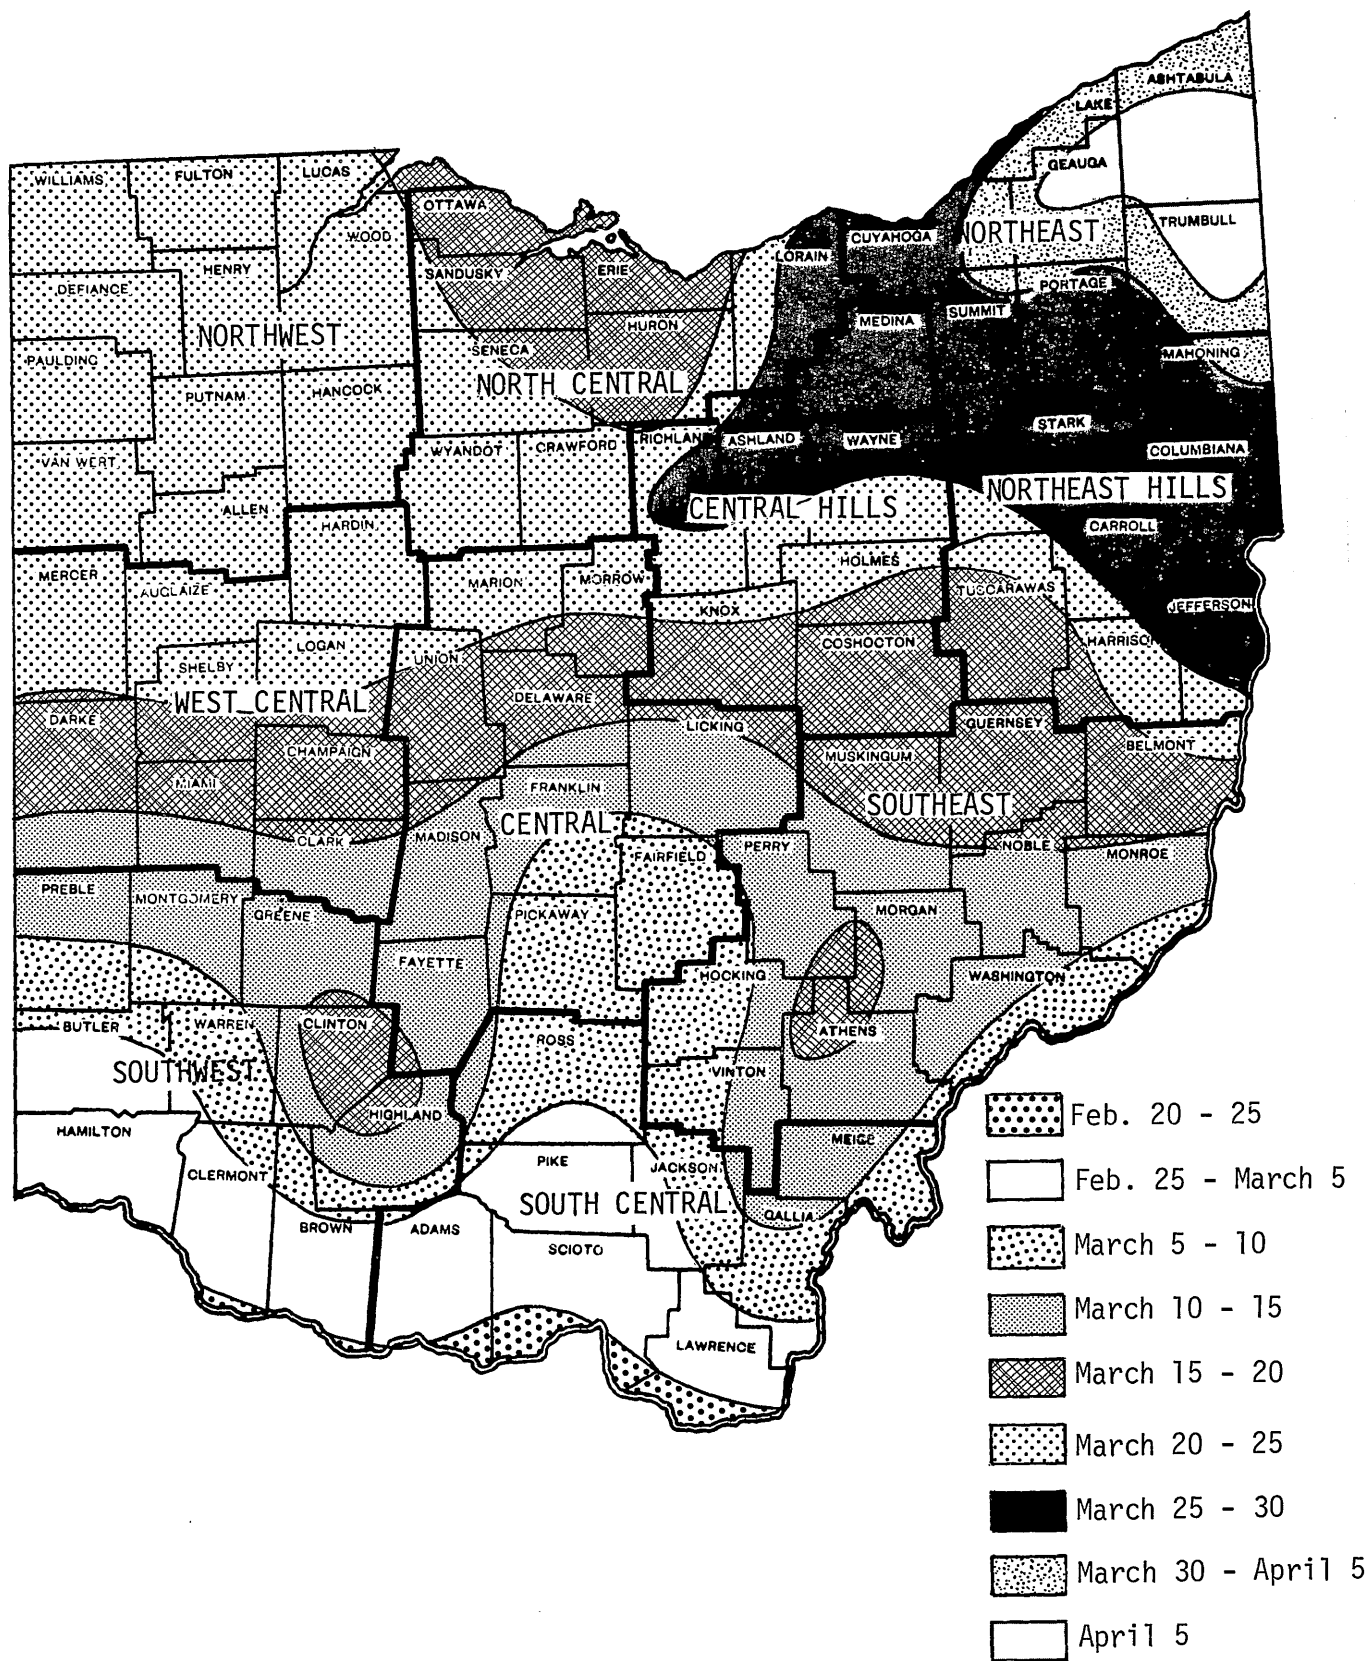 ASHTABULA
LAKE
GEAUGA
WILLIAMS
FULTON
LUCAS
OTTAWA
TRUMBULL
WOOD
CUYAHOGA
NORTHEAST
LORAIN
HENRY
SANDUSKY
ERIE
DEFIANCE
PORTAGE
SUMMIT
MEDINA
HURON
NORTHWEST
SENECA
MAHONING
PAULDING
NORTH CENTRAL
PUTNAM
HANCOCK
STARK
RICHLAND
ASHLAND
WAYNE
WYANDOT
CRAWFORD
COLUMBIANA
VAN WERT
NORTHEAST HILLS
CENTRAL HILLS
ALLEN
HARDIN
CARROLL
HOLMES
MERCER
MARION
MORROW
AUGLAIZE
TUSCARAWAS
JEFFERSON
KNOX
COSHOCTON
HARRISON
LOGAN
UNION
SHELBY
WEST CENTRAL
DELAWARE
DARKE
LICKING
GUERNSEY
CHAMPAIGN
BELMONT
MUSKINGUM
MIAMI
FRANKLIN
SOUTHEAST
CENTRAL
MADISON
CLARK
PERRY
NOBLE
FAIRFIELD
MONROE
PREBLE
MONTGOMERY
GREENE
PICKAWAY
MORGAN
FAYETTE
HOCKING
WASHINGTON
BUTLER
WARREN
CLINTON
ATHENS
ROSS
SOUTHWEST
VINTON
HIGHLAND
HAMILTON
MEIGS
PIKE
JACKSON
CLERMONT
SOUTH CENTRAL
GALLIA
BROWN
ADAMS
SCIOTO
LAWRENCE
Feb. 20 - 25
Feb. 25 - March 5
March 5 - 10
March 10 - 15
March 15 - 20
March 20 - 25
March 25 - 30
March 30 - April 5
April 5